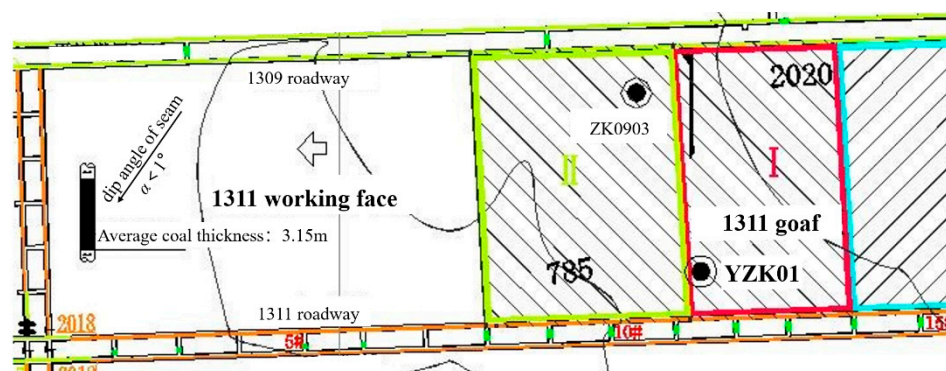 1309 roadway
2020
ZK0903
dip angle of seam
α < 1°
II
I
1311 working face
1311 goaf
Average coal thickness: 3.15m
785
YZK01
1311 roadway
2018
5#
10#
15#